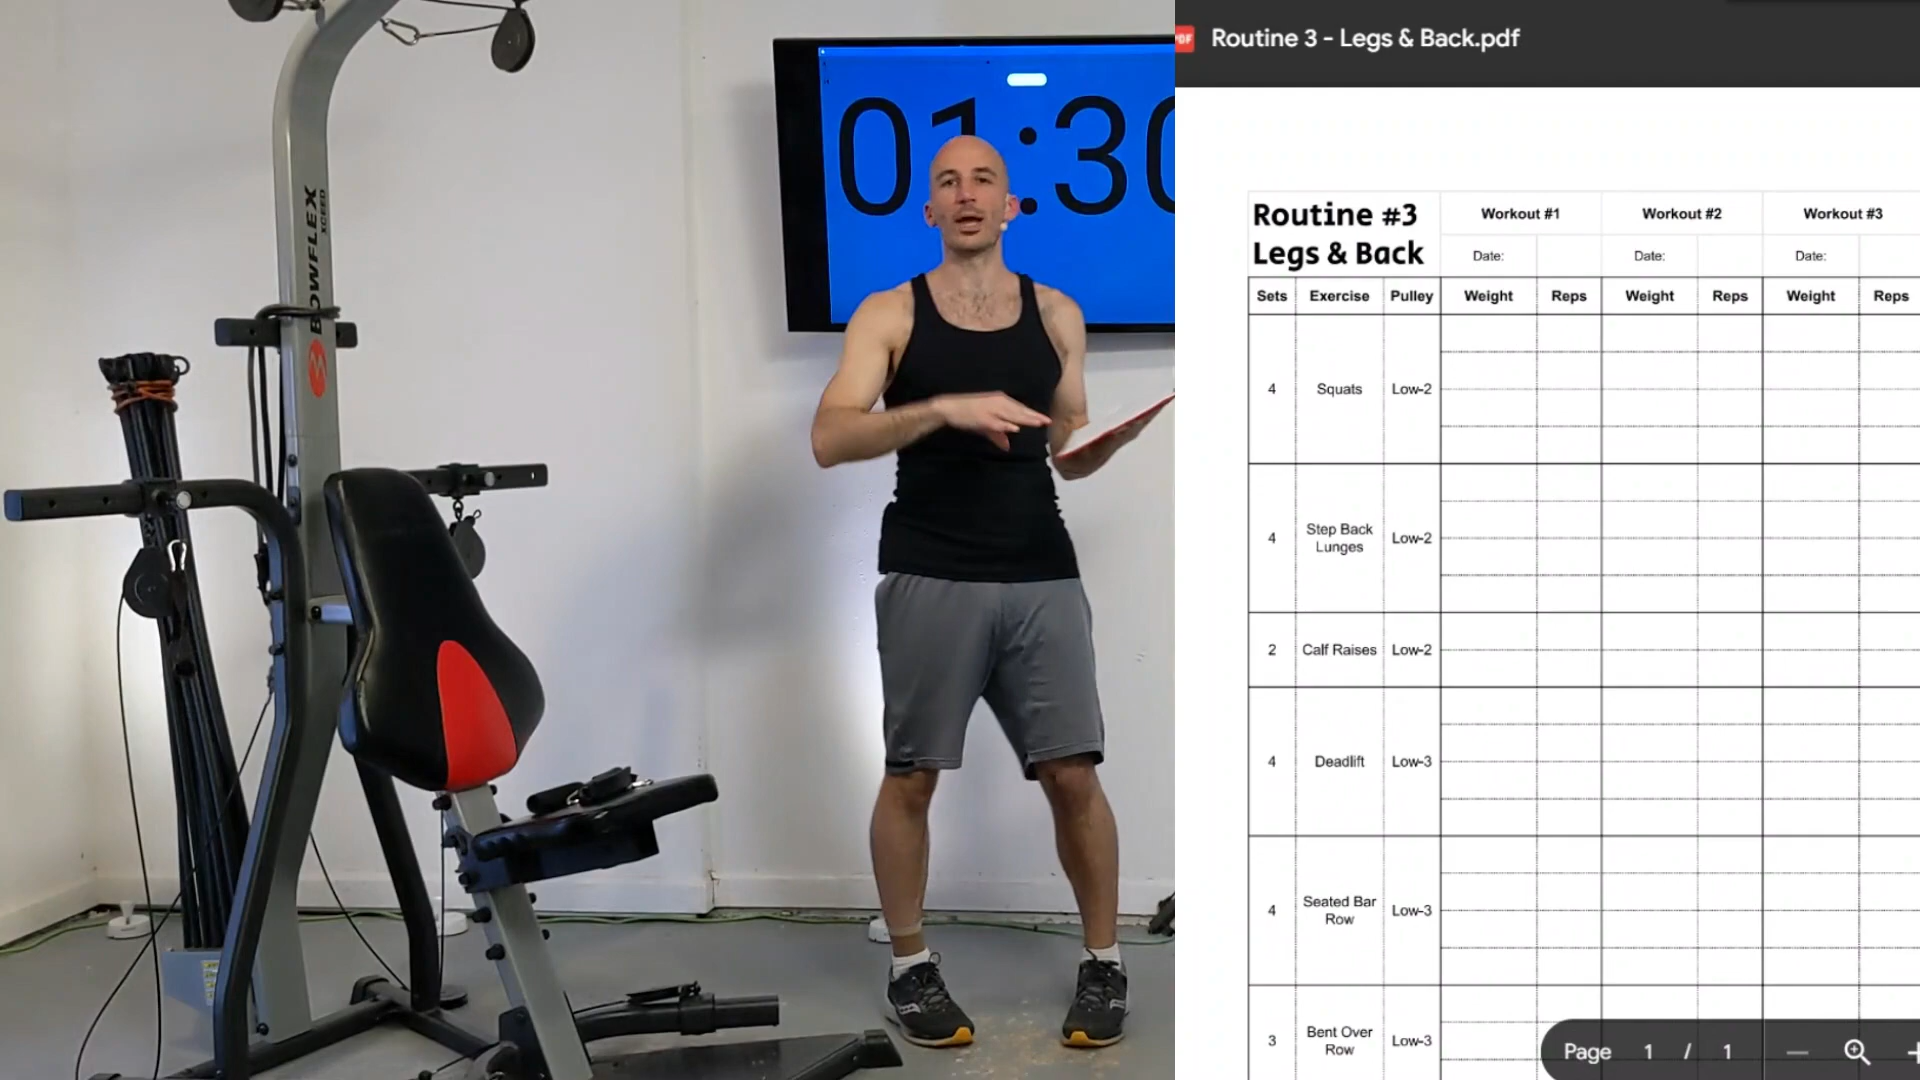 BOWFLEX
XCEED
01:30
PDF
Routine 3 - Legs & Back.pdf
Routine #3
Legs & Back
Workout #1
Workout #2
Workout #3
Date:
Date:
Date:
Sets
Exercise
Pulley
Weight
Reps
Weight
Reps
Weight
Reps
4
Squats
Low-2
4
Step Back
Lunges
Low-2
2
Calf Raises
Low-2
4
Deadlift
Low-3
4
Seated Bar
Row
Low-3
3
Bent Over
Row
Low-3
Page 1 / 1